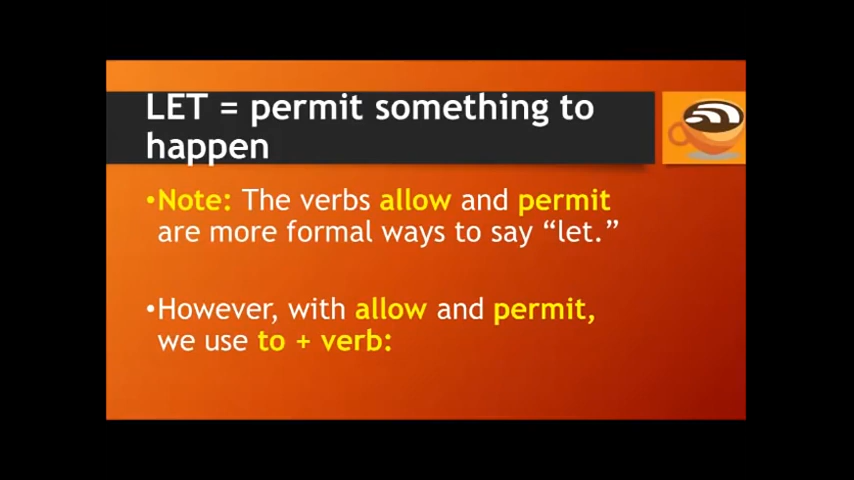 LET = permit something to
happen
•Note: The verbs allow and permit
are more formal ways to say “let.”
•However, with allow and permit,
we use to + verb: